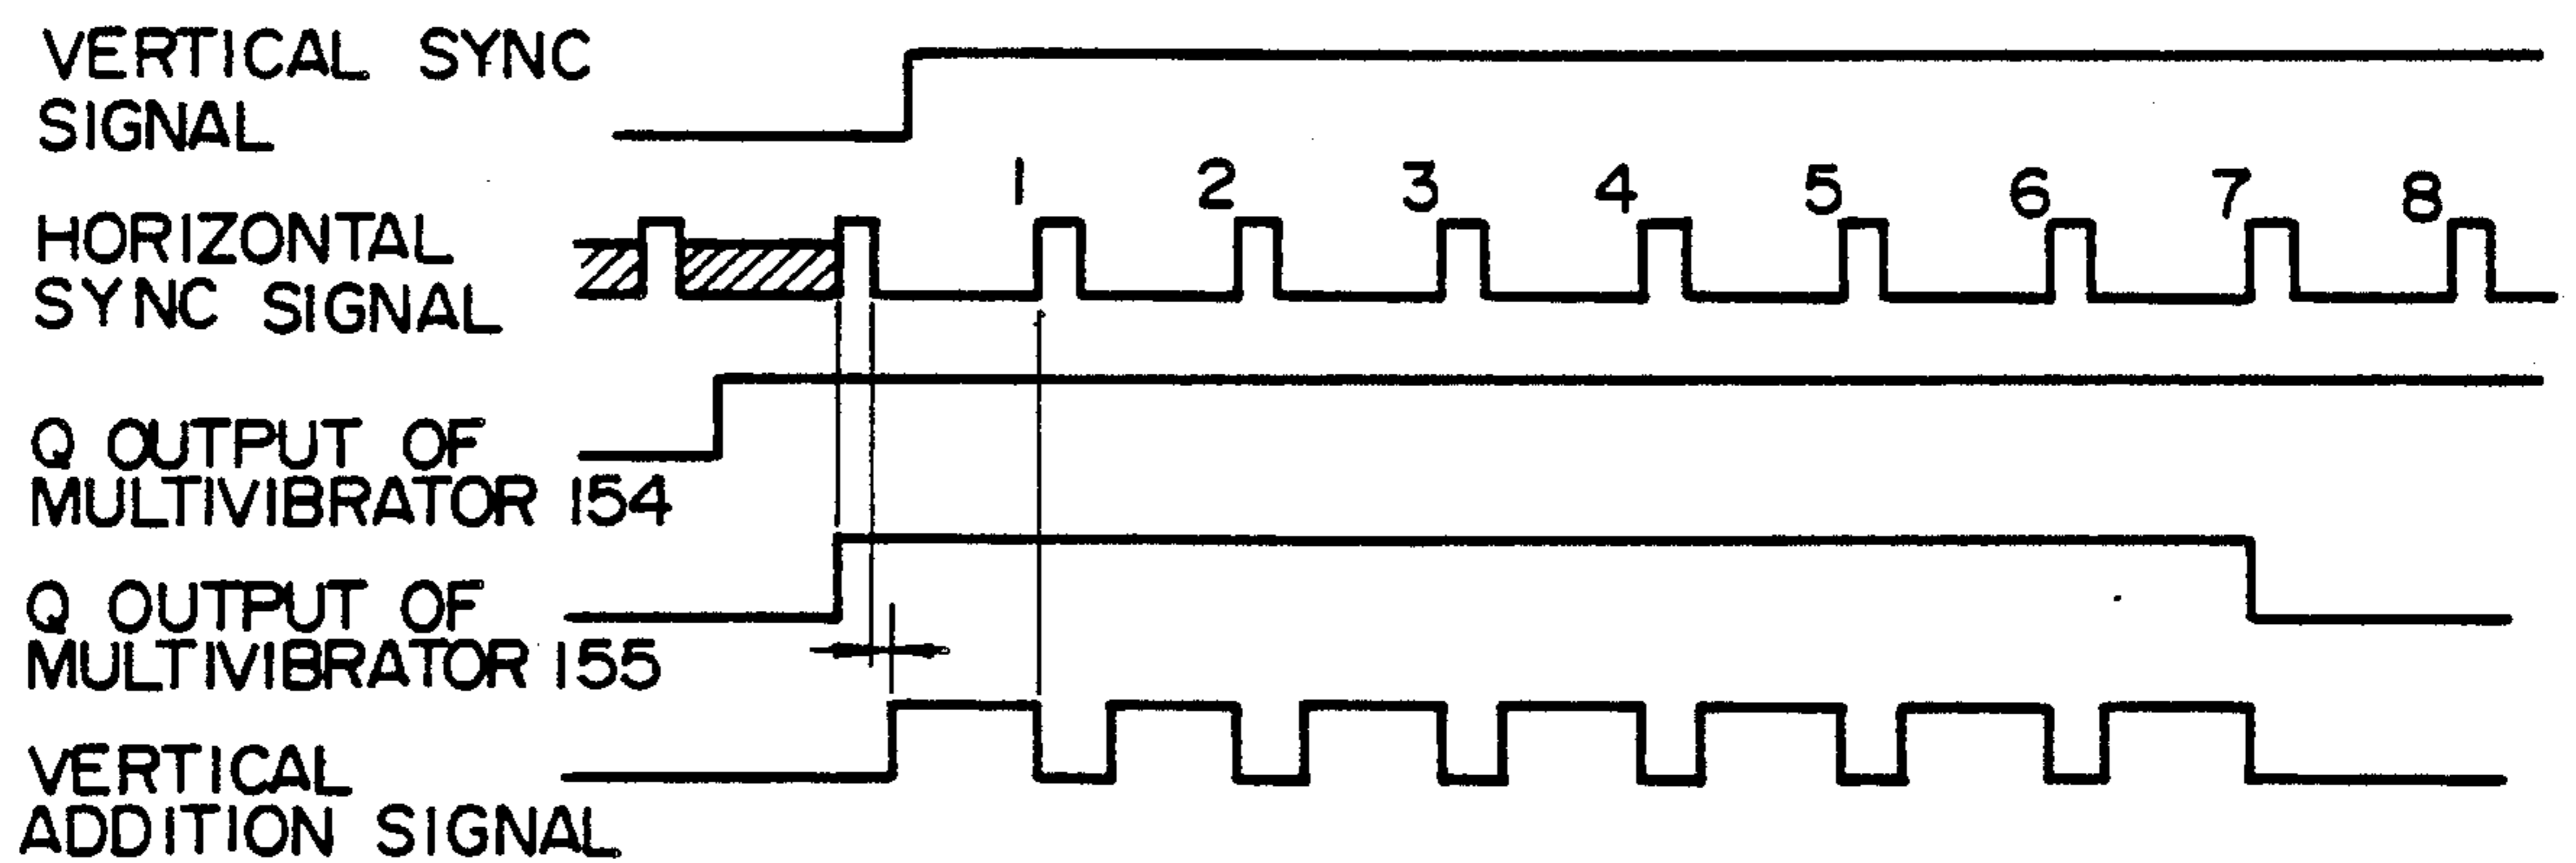 VERTICAL SYNC
SIGNAL
1 2 3 4 5 6 7 8
HORIZONTAL
SYNC SIGNAL
Q OUTPUT OF
MULTIVIBRATOR 154
Q OUTPUT OF
MULTIVIBRATOR 155
VERTICAL
ADDITION SIGNAL